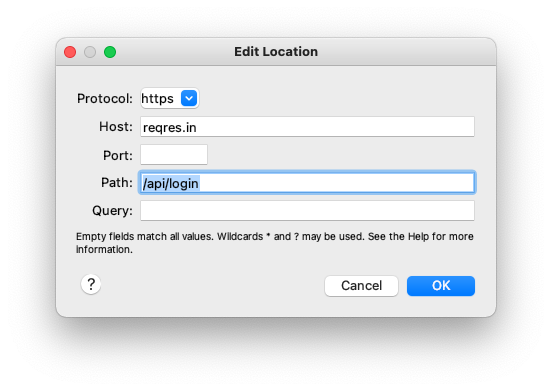 Edit Location
Protocol: https
Host: reqres.in
Port:
Path: /api/login
Query:
Empty fields match all values. Wildcards * and ? may be used. See the Help for more
information.
? Cancel OK